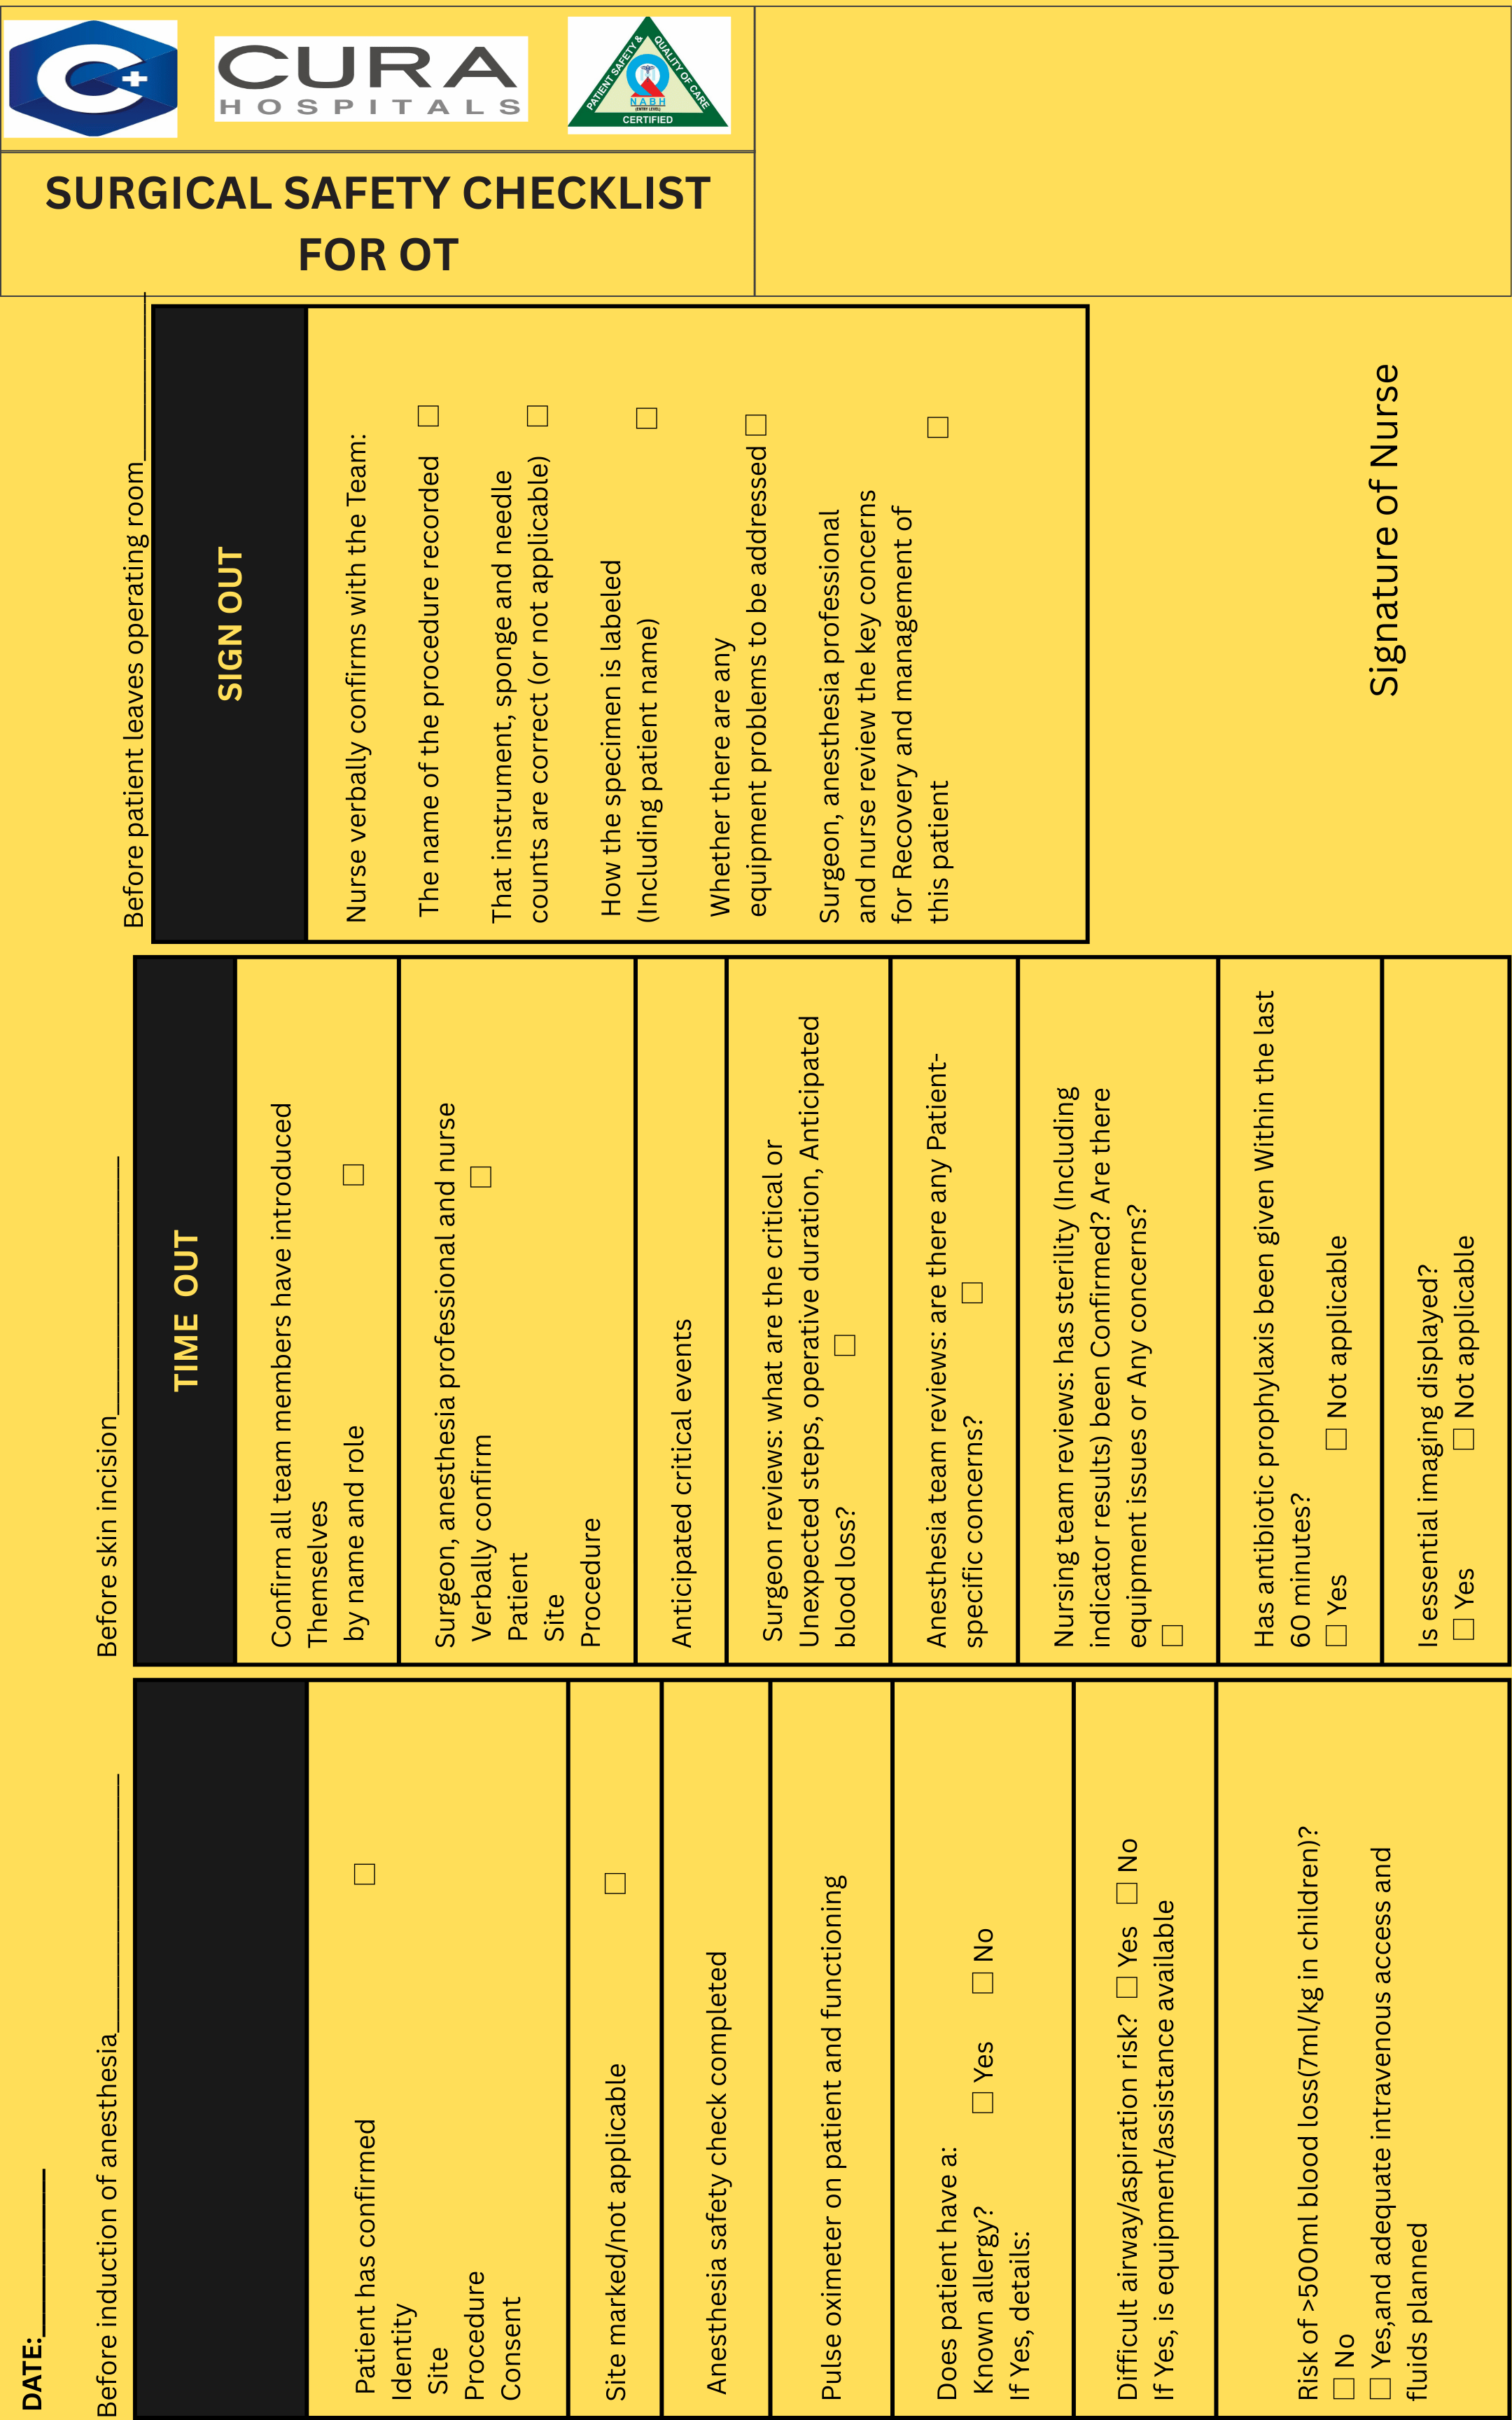 C+
CURA
HOSPITALS
PATIENT SAFETY & QUALITY OF CARE
NABH
(ENTRY LEVEL)
CERTIFIED
SURGICAL SAFETY CHECKLIST
FOR OT
DATE:____________
Before induction of anesthesia____________________
Patient has confirmed ☐
Identity
Site
Procedure
Consent
Site marked/not applicable ☐
Anesthesia safety check completed
Pulse oximeter on patient and functioning
Does patient have a:
Known allergy? ☐ Yes ☐ No
If Yes, details:
Difficult airway/aspiration risk? ☐ Yes ☐ No
If Yes, is equipment/assistance available
Risk of >500ml blood loss(7ml/kg in children)?
☐ No
☐ Yes,and adequate intravenous access and
fluids planned
Before skin incision____________________
TIME OUT
Confirm all team members have introduced
Themselves
by name and role ☐
Surgeon, anesthesia professional and nurse
Verbally confirm ☐
Patient
Site
Procedure
Anticipated critical events
Surgeon reviews: what are the critical or
Unexpected steps, operative duration, Anticipated
blood loss? ☐
Anesthesia team reviews: are there any Patient-
specific concerns? ☐
Nursing team reviews: has sterility (Including
indicator results) been Confirmed? Are there
equipment issues or Any concerns?
☐
Has antibiotic prophylaxis been given Within the last
60 minutes?
☐ Yes ☐ Not applicable
Is essential imaging displayed?
☐ Yes ☐ Not applicable
Before patient leaves operating room_____________
SIGN OUT
Nurse verbally confirms with the Team:
The name of the procedure recorded ☐
That instrument, sponge and needle
counts are correct (or not applicable) ☐
How the specimen is labeled
(Including patient name) ☐
Whether there are any
equipment problems to be addressed ☐
Surgeon, anesthesia professional
and nurse review the key concerns
for Recovery and management of
this patient ☐
Signature of Nurse